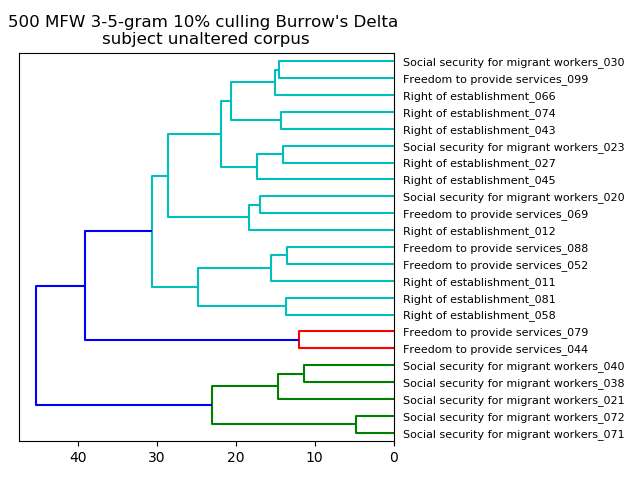 500 MFW 3-5-gram 10% culling Burrow's Delta
subject unaltered corpus
Social security for migrant workers_030
Freedom to provide services_099
Right of establishment_066
Right of establishment_074
Right of establishment_043
Social security for migrant workers_023
Right of establishment_027
Right of establishment_045
Social security for migrant workers_020
Freedom to provide services_069
Right of establishment_012
Freedom to provide services_088
Freedom to provide services_052
Right of establishment_011
Right of establishment_081
Right of establishment_058
Freedom to provide services_079
Freedom to provide services_044
Social security for migrant workers_040
Social security for migrant workers_038
Social security for migrant workers_021
Social security for migrant workers_072
Social security for migrant workers_071
40 30 20 10 0